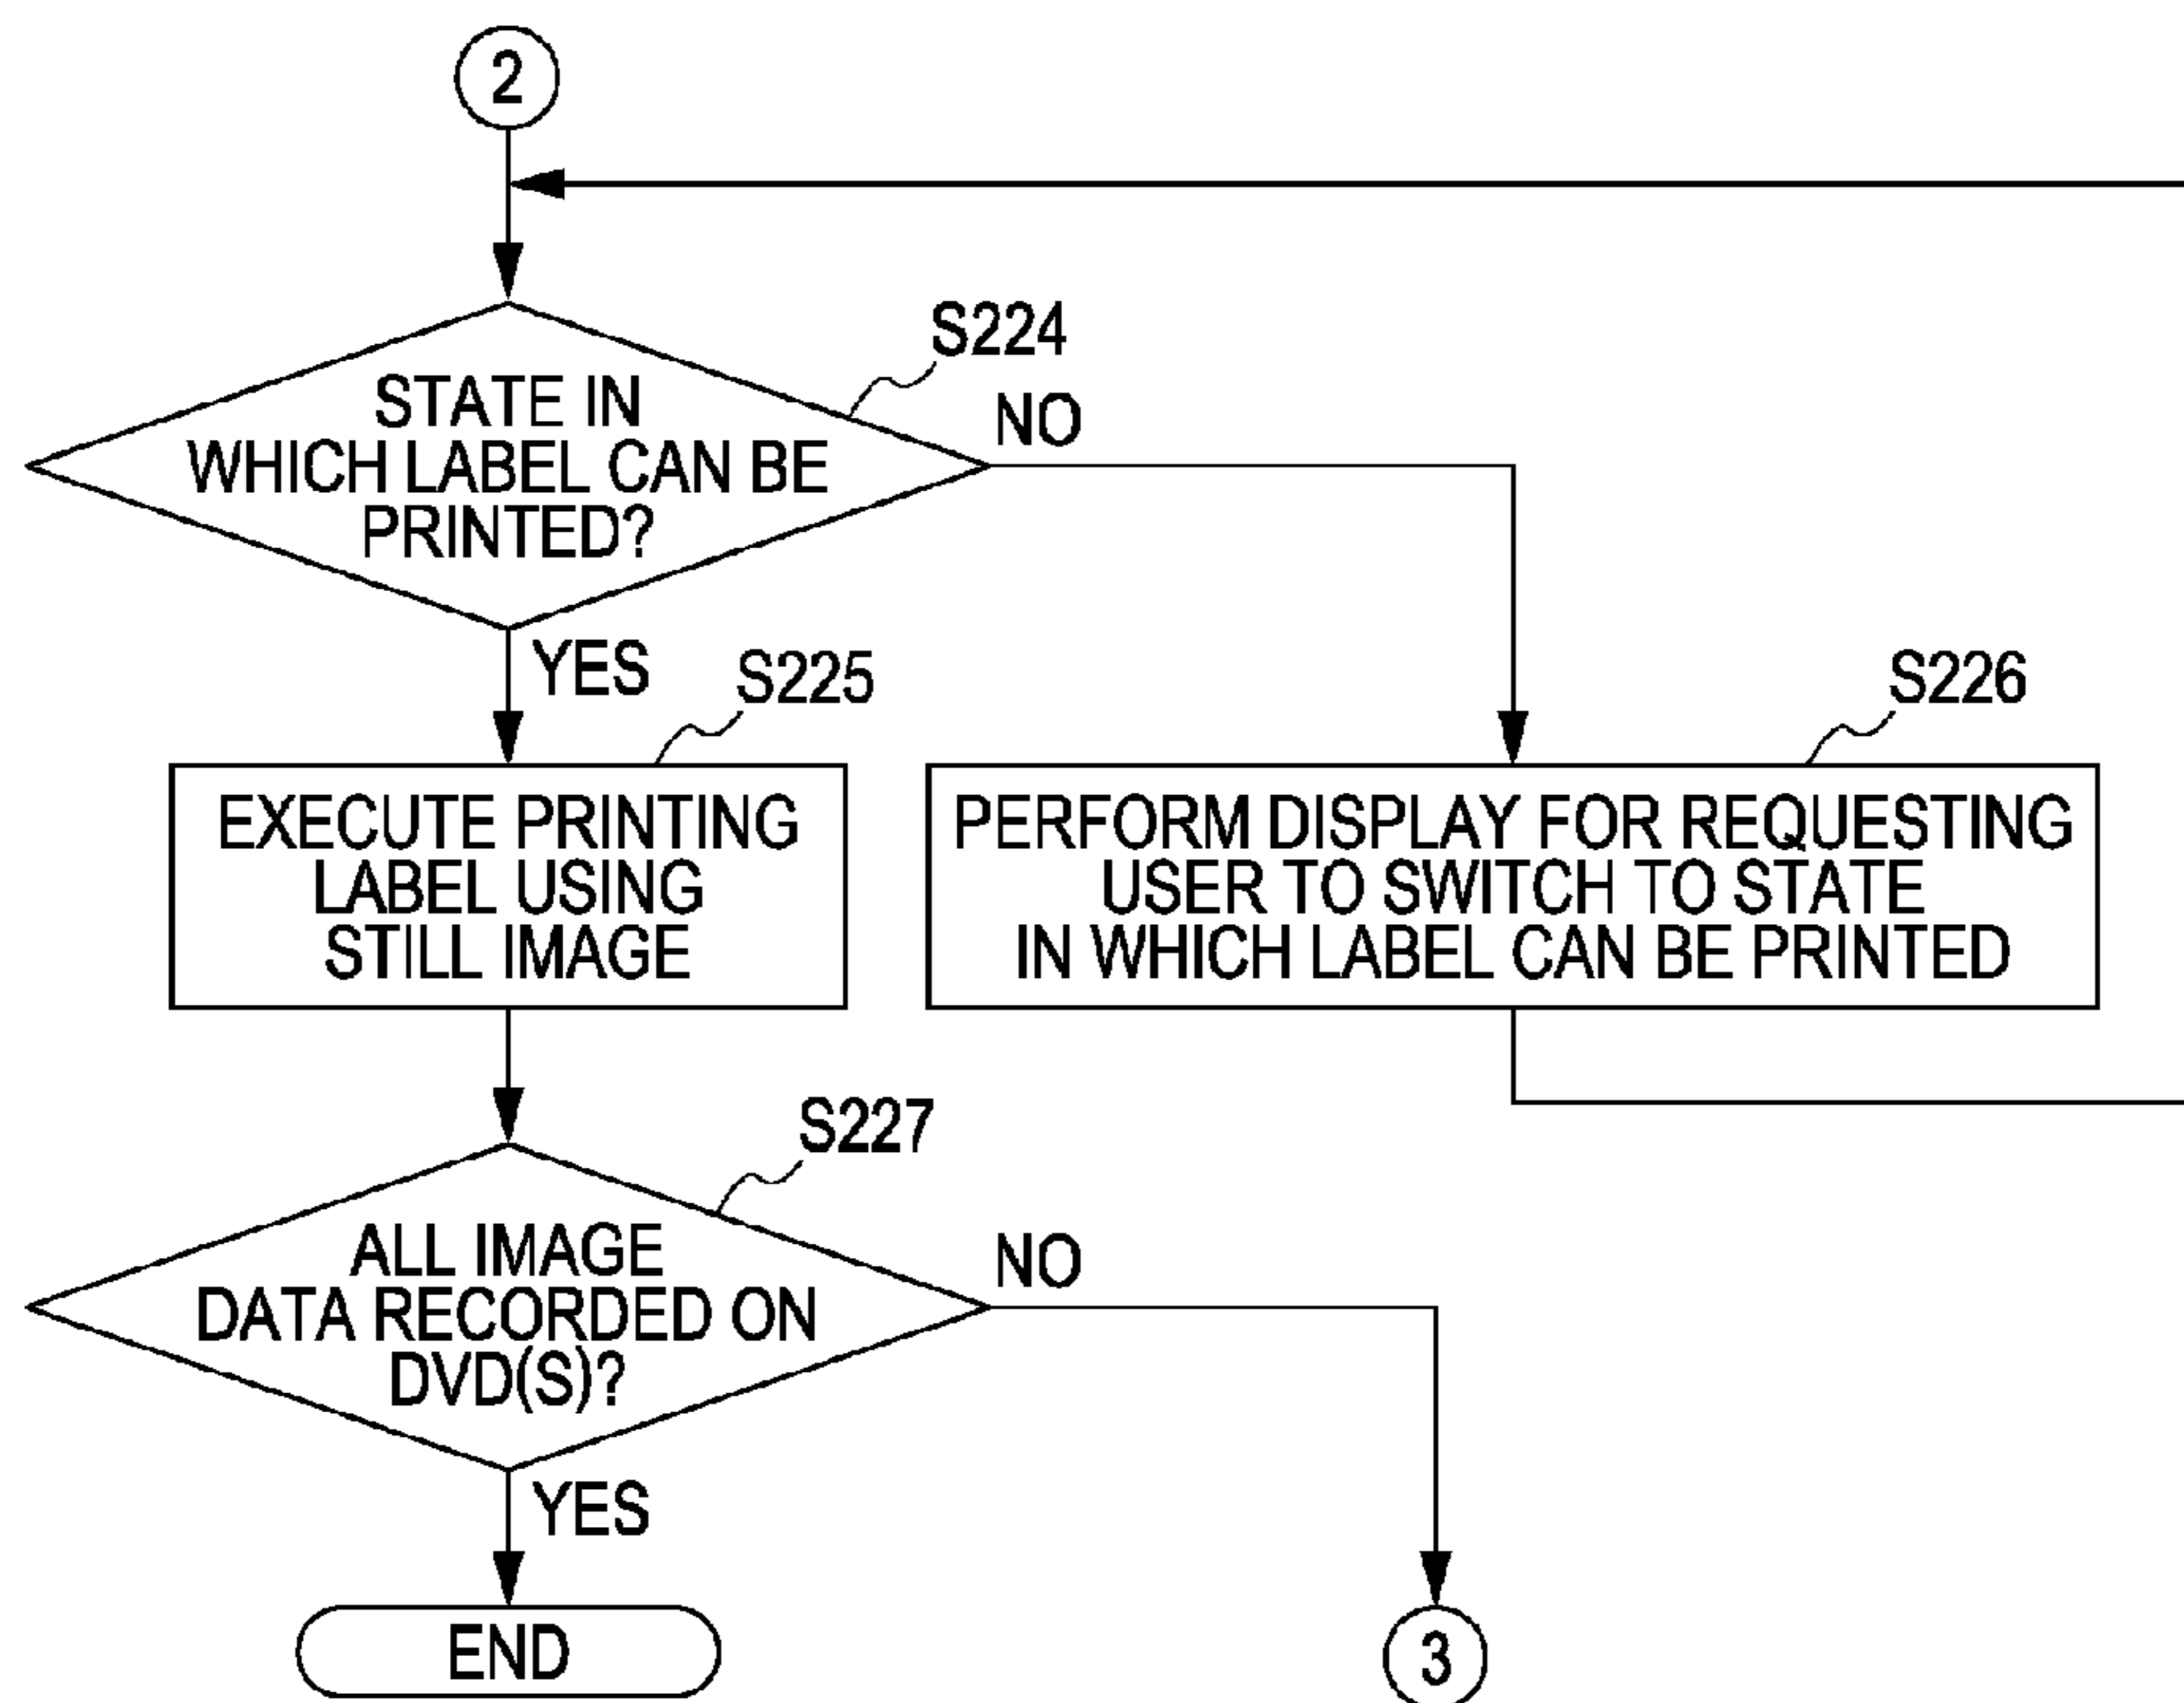 2
S224
STATE IN
WHICH LABEL CAN BE
PRINTED?
NO
YES
S225
EXECUTE PRINTING
LABEL USING
STILL IMAGE
S226
PERFORM DISPLAY FOR REQUESTING
USER TO SWITCH TO STATE
IN WHICH LABEL CAN BE PRINTED
S227
ALL IMAGE
DATA RECORDED ON
DVD(S)?
NO
YES
END
3